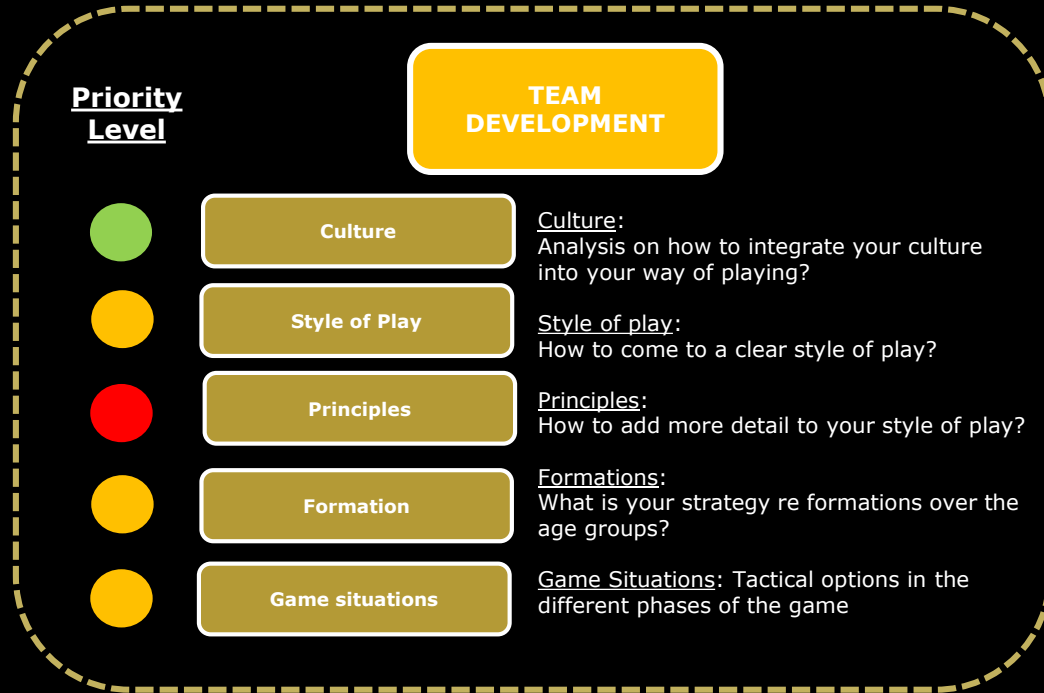 Priority
Level
TEAM
DEVELOPMENT
Culture
Culture:
Analysis on how to integrate your culture
into your way of playing?
Style of Play
Style of play:
How to come to a clear style of play?
Principles
Principles:
How to add more detail to your style of play?
Formation
Formations:
What is your strategy re formations over the
age groups?
Game situations
Game Situations: Tactical options in the
different phases of the game